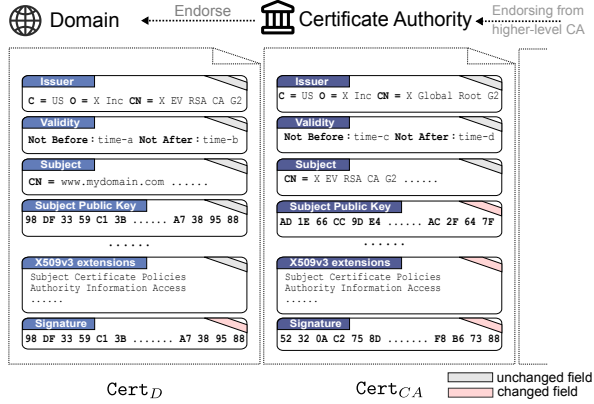 Domain
Endorse
Certificate Authority
Endorsing from
higher-level CA
Issuer
C = US O = X Inc CN = X EV RSA CA G2
Validity
Not Before : time-a Not After : time-b
Subject
CN = www.mydomain.com ......
Subject Public Key
98 DF 33 59 C1 3B ...... A7 38 95 88
......
X509v3 extensions
Subject Certificate Policies
Authority Information Access
......
Signature
98 DF 33 59 C1 3B ....... A7 38 95 88
Cert_D
Issuer
C = US O = X Inc CN = X Global Root G2
Validity
Not Before : time-c Not After : time-d
Subject
CN = X EV RSA CA G2 ......
Subject Public Key
AD 1E 66 CC 9D E4 ...... AC 2F 64 7F
......
X509v3 extensions
Subject Certificate Policies
Authority Information Access
......
Signature
52 32 0A C2 75 8D ....... F8 B6 73 88
Cert_CA
unchanged field
changed field